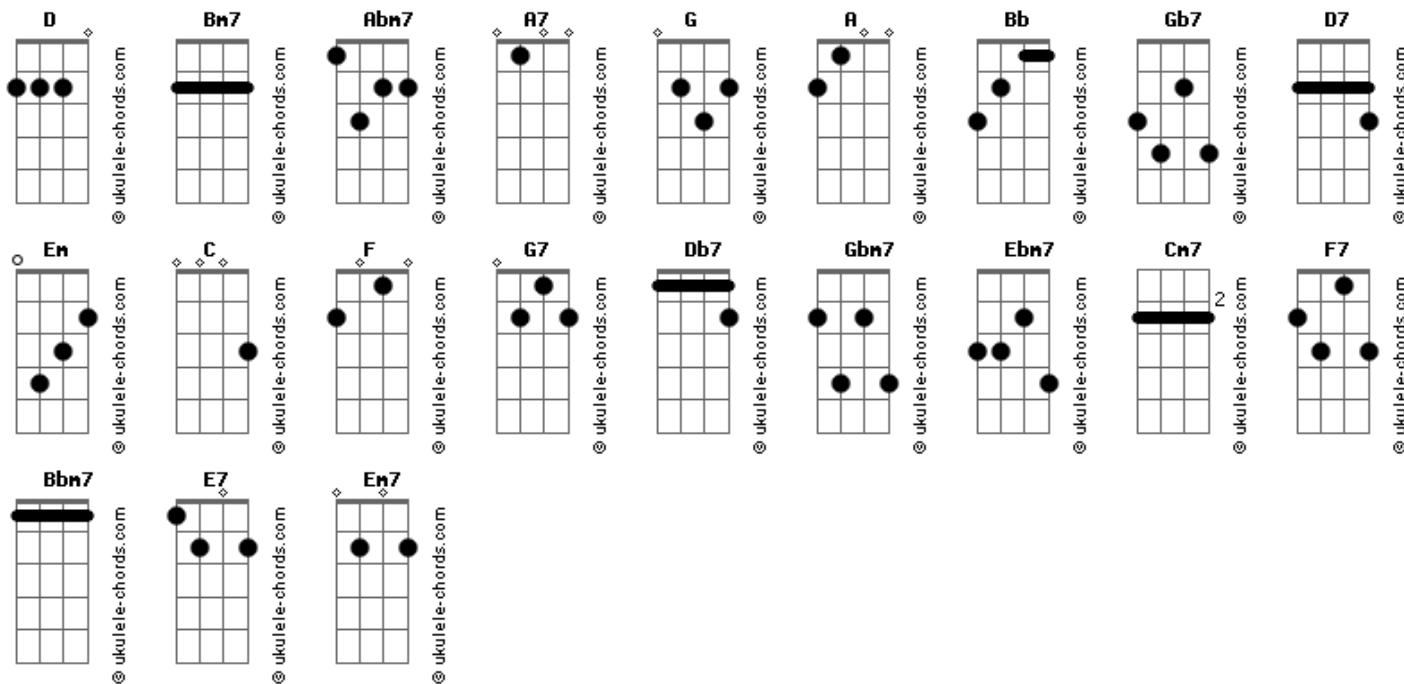 D Bm7 Abm7 A7 G A Bb Gb7 D7
© ukulele-chords.com © ukulele-chords.com © ukulele-chords.com © ukulele-chords.com © ukulele-chords.com © ukulele-chords.com © ukulele-chords.com © ukulele-chords.com © ukulele-chords.com
Em C F G7 Db7 Gbm7 Ebm7 Cm7 F7
2
© ukulele-chords.com © ukulele-chords.com © ukulele-chords.com © ukulele-chords.com © ukulele-chords.com © ukulele-chords.com © ukulele-chords.com © ukulele-chords.com © ukulele-chords.com
Bbm7 E7 Em7
© ukulele-chords.com © ukulele-chords.com © ukulele-chords.com